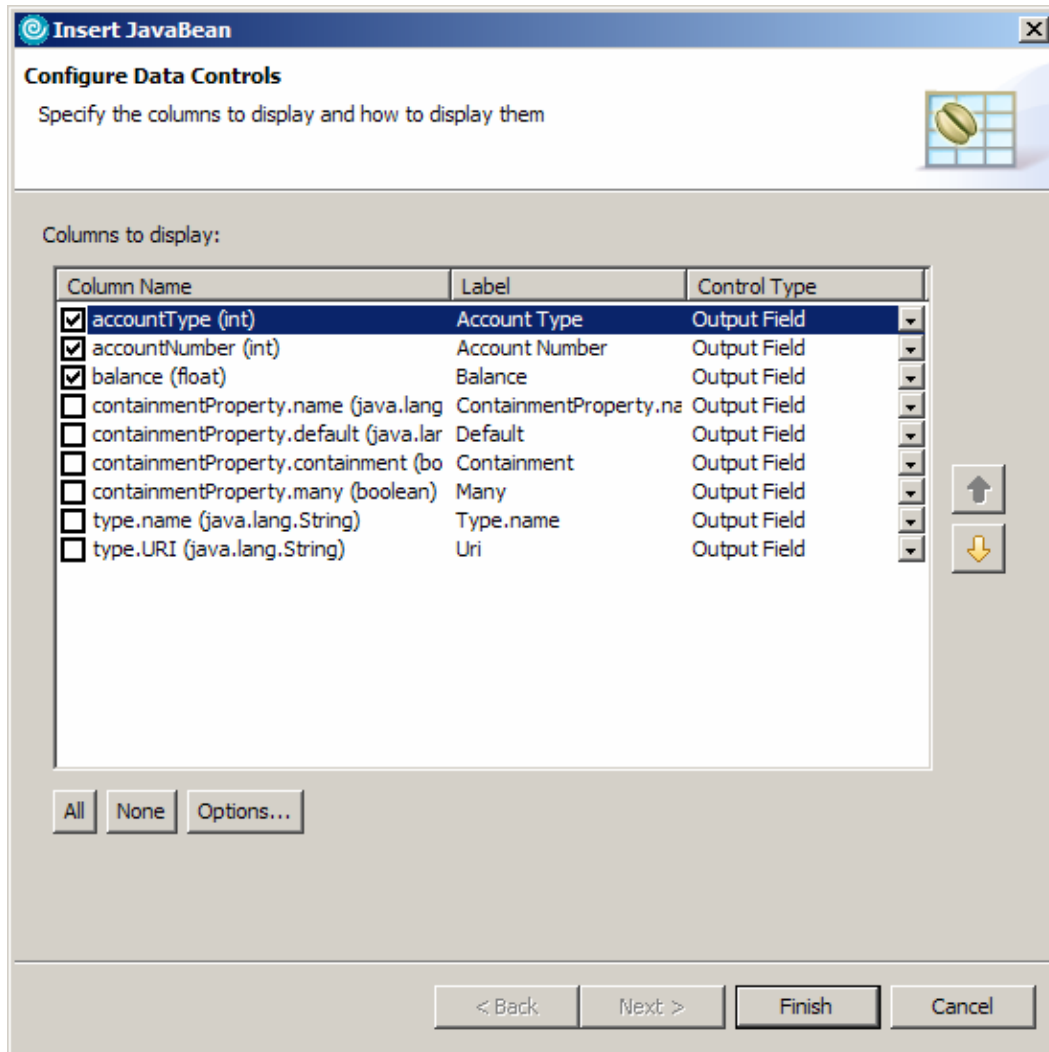 Insert JavaBean
Configure Data Controls
Specify the columns to display and how to display them
Columns to display:
Column Name Label Control Type
accountType (int) Account Type Output Field
accountNumber (int) Account Number Output Field
balance (float) Balance Output Field
containmentProperty.name (java.lang ContainmentProperty.na Output Field
containmentProperty.default (java.lar Default Output Field
containmentProperty.containment (bo Containment Output Field
containmentProperty.many (boolean) Many Output Field
type.name (java.lang.String) Type.name Output Field
type.URI (java.lang.String) Uri Output Field
All None Options...
< Back Next > Finish Cancel